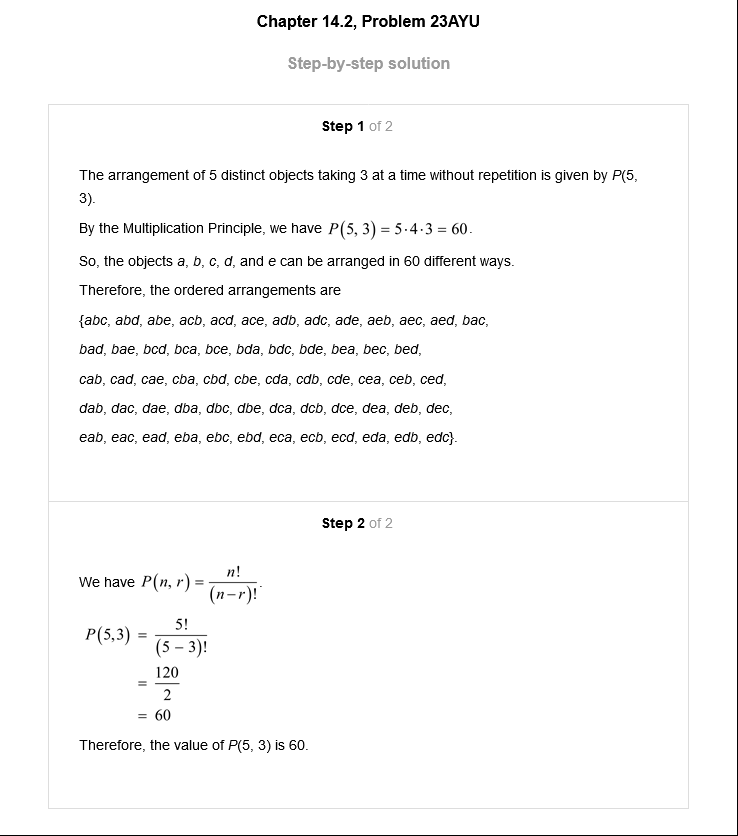 Chapter 14.2, Problem 23AYU
Step-by-step solution
Step 1 of 2
The arrangement of 5 distinct objects taking 3 at a time without repetition is given by P(5,
3).
By the Multiplication Principle, we have P(5, 3) = 5·4·3 = 60.
So, the objects a, b, c, d, and e can be arranged in 60 different ways.
Therefore, the ordered arrangements are
{abc, abd, abe, acb, acd, ace, adb, adc, ade, aeb, aec, aed, bac,
bad, bae, bcd, bca, bce, bda, bdc, bde, bea, bec, bed,
cab, cad, cae, cba, cbd, cbe, cda, cdb, cde, cea, ceb, ced,
dab, dac, dae, dba, dbc, dbe, dca, dcb, dce, dea, deb, dec,
eab, eac, ead, eba, ebc, ebd, eca, ecb, ecd, eda, edb, edc}.
Step 2 of 2
We have P(n, r) = n!/(n−r)!.
P(5,3) = 5!/(5 − 3)!
= 120/2
= 60
Therefore, the value of P(5, 3) is 60.